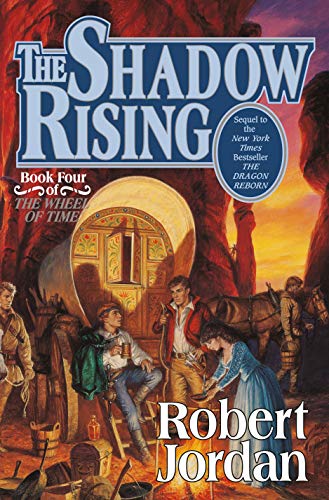 THE SHADOW
RISING
Sequel to the
New York
Times
Bestseller
THE
DRAGON
REBORN
Book Four
of
THE WHEEL
OF TIME
Robert
Jordan